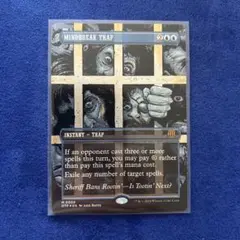 MINDBREAK TRAP
INSTANT – TRAP
If an opponent cast three or more
spells this turn, you may pay 0 rather
than pay this spell's mana cost.
Exile any number of target spells.
Sheriff Bans Rootin'—Is Tootin' Next?